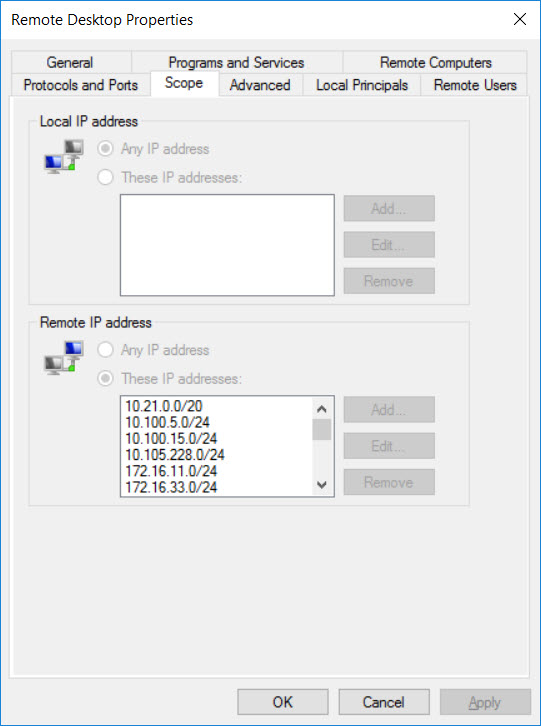 Remote Desktop Properties
General Programs and Services Remote Computers
Protocols and Ports Scope Advanced Local Principals Remote Users
Local IP address
Any IP address
These IP addresses:
Add...
Edit...
Remove
Remote IP address
Any IP address
These IP addresses:
10.21.0.0/20
10.100.5.0/24
10.100.15.0/24
10.105.228.0/24
172.16.11.0/24
172.16.33.0/24
Add...
Edit...
Remove
OK Cancel Apply